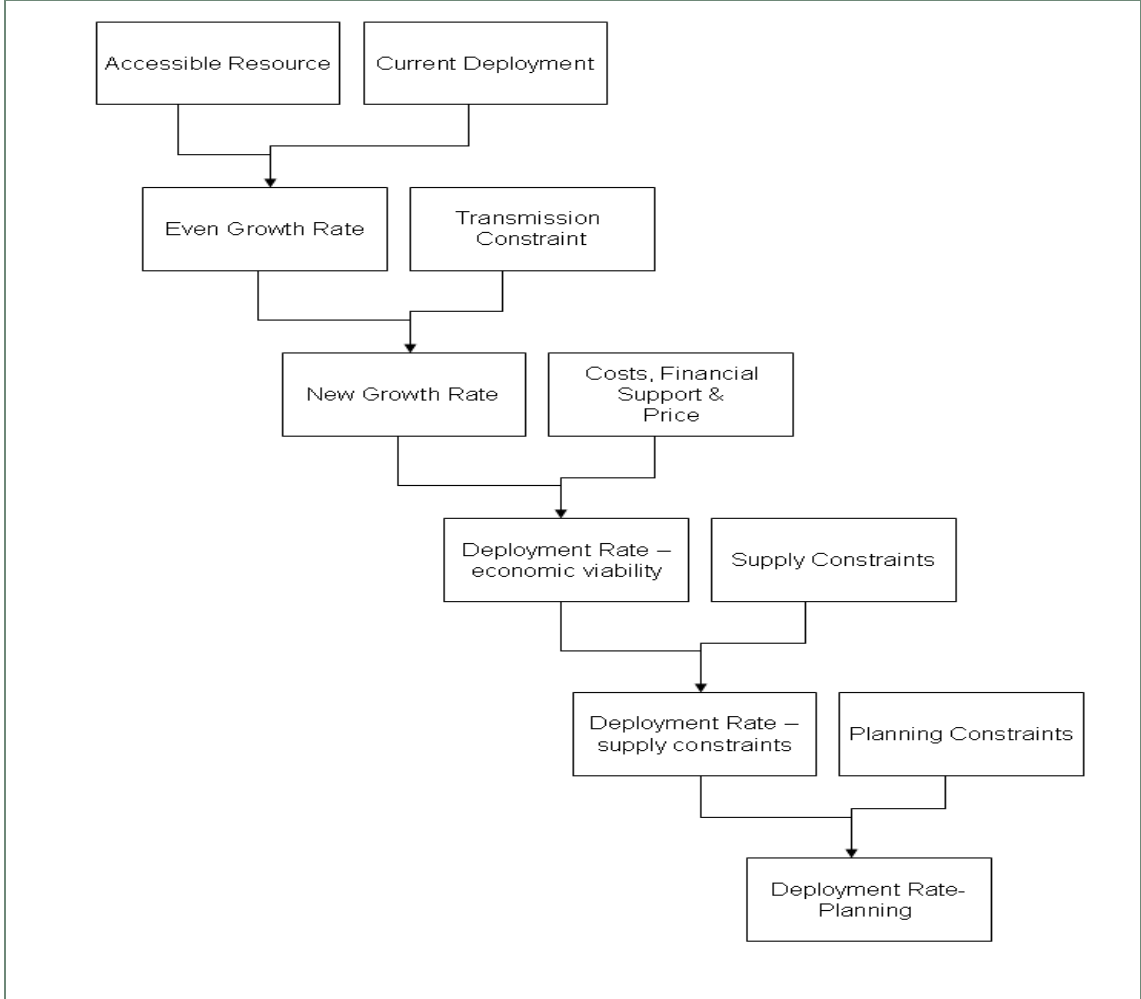 Accessible Resource
Current Deployment
Even Growth Rate
Transmission
Constraint
New Growth Rate
Costs, Financial
Support &
Price
Deployment Rate –
economic viability
Supply Constraints
Deployment Rate –
supply constraints
Planning Constraints
Deployment Rate-
Planning